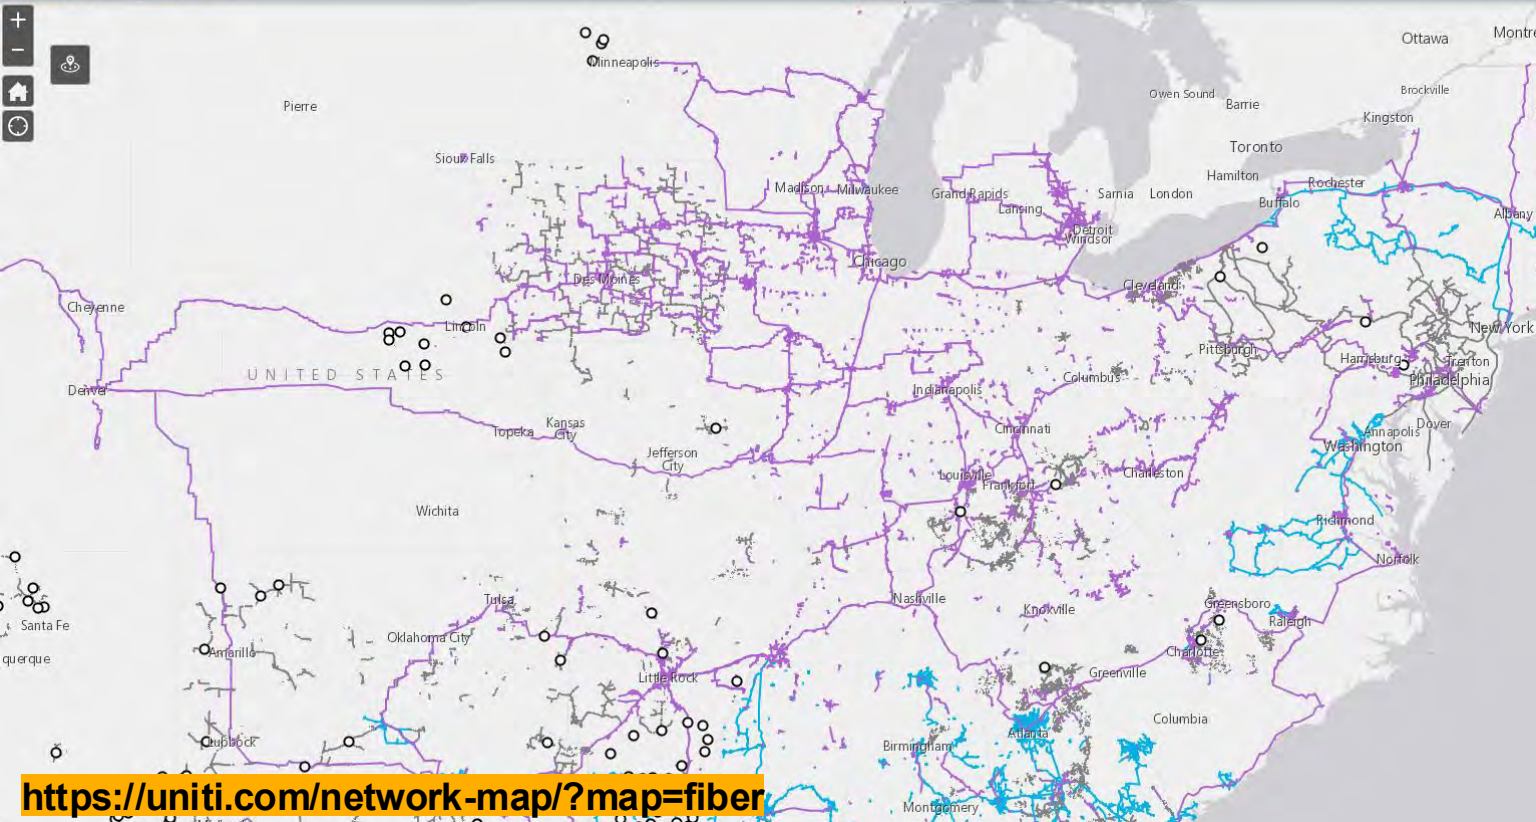 +
−
Ottawa
Montre
Minneapolis
Owen Sound
Barrie
Brockville
Kingston
Pierre
Toronto
Sioux Falls
Hamilton
Rochester
Madison
Milwaukee
Grand Rapids
Sarnia
London
Buffalo
Lansing
Albany
Detroit
Windsor
Chicago
Des Moines
Cleveland
Cheyenne
Lincoln
New York
Pittsburgh
Harrisburg
Trenton
UNITED STATES
Columbus
Philadelphia
Denver
Indianapolis
Topeka
Kansas
City
Cincinnati
Dover
Annapolis
Washington
Jefferson
City
Louisville
Frankfort
Charleston
Wichita
Richmond
Norfolk
Tulsa
Nashville
Knoxville
Greensboro
Raleigh
Santa Fe
Oklahoma City
querque
Amarillo
Charlotte
Little Rock
Greenville
Columbia
Lubbock
Atlanta
Birmingham
https://uniti.com/network-map/?map=fiber
Montgomery